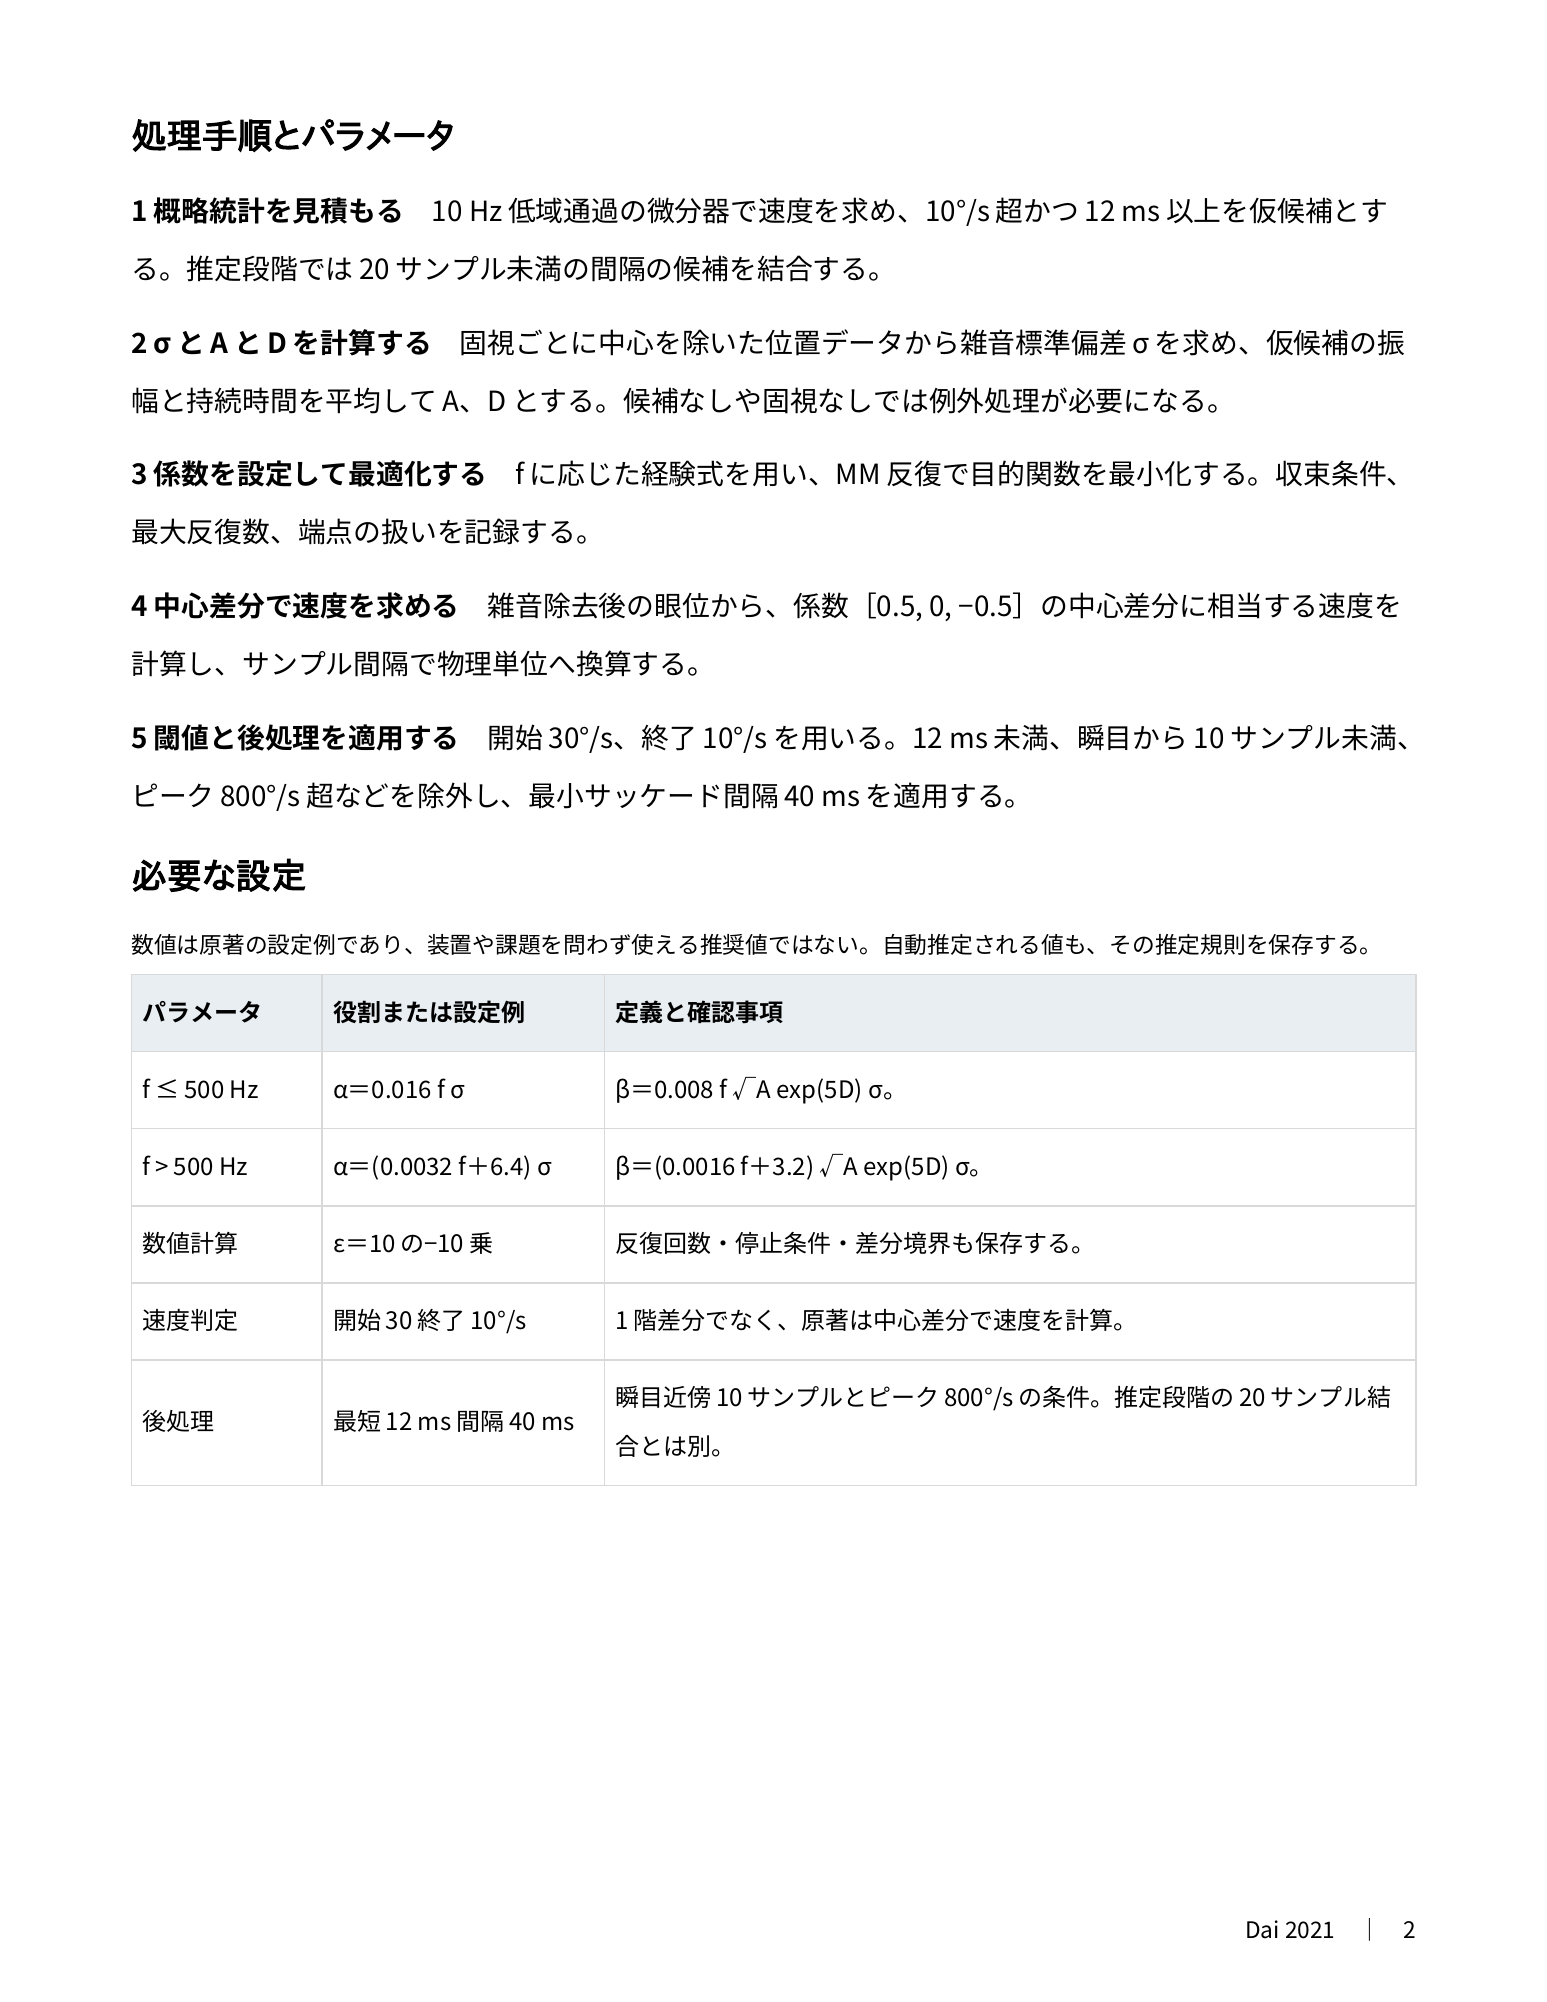 処理手順とパラメータ
1 概略統計を見積もる　10 Hz 低域通過の微分器で速度を求め、10°/s 超かつ 12 ms 以上を仮候補とす
る。推定段階では 20 サンプル未満の間隔の候補を結合する。
2 σ と A と D を計算する　固視ごとに中心を除いた位置データから雑音標準偏差 σ を求め、仮候補の振
幅と持続時間を平均して A、D とする。候補なしや固視なしでは例外処理が必要になる。
3 係数を設定して最適化する　f に応じた経験式を用い、MM 反復で目的関数を最小化する。収束条件、
最大反復数、端点の扱いを記録する。
4 中心差分で速度を求める　雑音除去後の眼位から、係数［0.5, 0, −0.5］の中心差分に相当する速度を
計算し、サンプル間隔で物理単位へ換算する。
5 閾値と後処理を適用する　開始 30°/s、終了 10°/s を用いる。12 ms 未満、瞬目から 10 サンプル未満、
ピーク 800°/s 超などを除外し、最小サッケード間隔 40 ms を適用する。
必要な設定
数値は原著の設定例であり、装置や課題を問わず使える推奨値ではない。自動推定される値も、その推定規則を保存する。
パラメータ　役割または設定例　定義と確認事項
f ≤ 500 Hz　α＝0.016 f σ　β＝0.008 f √A exp(5D) σ。
f > 500 Hz　α＝(0.0032 f＋6.4) σ　β＝(0.0016 f＋3.2) √A exp(5D) σ。
数値計算　ε＝10 の−10 乗　反復回数・停止条件・差分境界も保存する。
速度判定　開始 30 終了 10°/s　1 階差分でなく、原著は中心差分で速度を計算。
後処理　最短 12 ms 間隔 40 ms　瞬目近傍 10 サンプルとピーク 800°/s の条件。推定段階の 20 サンプル結
合とは別。
Dai 2021　｜　2